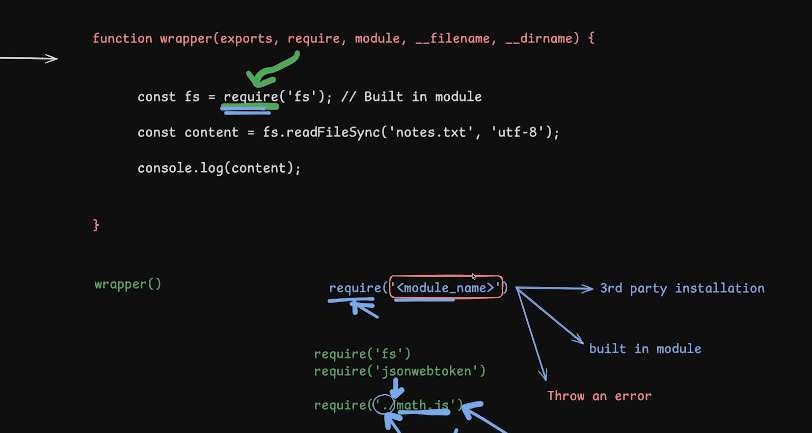 function wrapper(exports, require, module, __filename, __dirname) {
const fs = require('fs'); // Built in module
const content = fs.readFileSync('notes.txt', 'utf-8');
console.log(content);
}
wrapper()
require('<module_name>')
3rd party installation
built in module
Throw an error
require('fs')
require('jsonwebtoken')
require('./math.js')